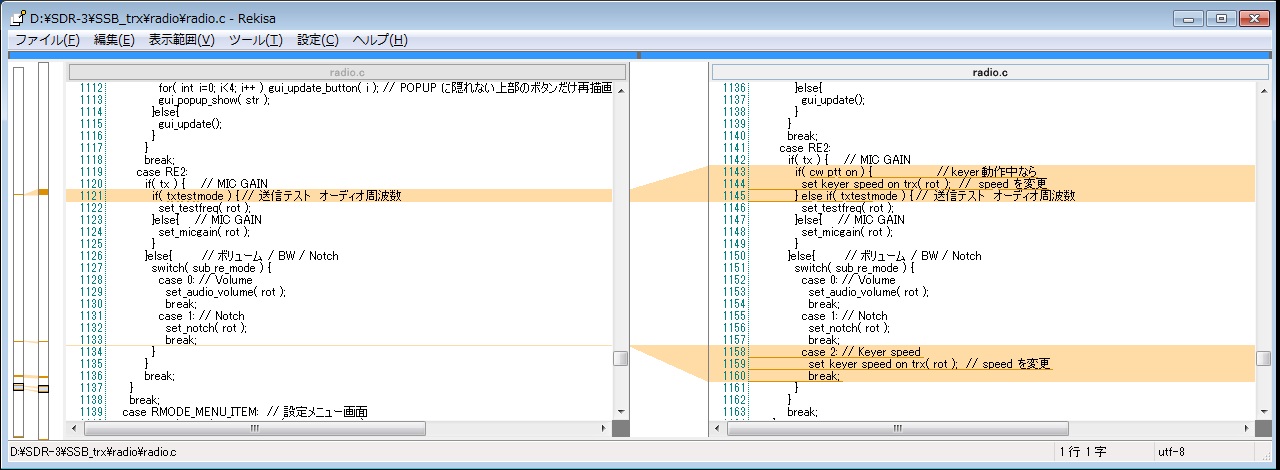 D:¥SDR-3¥SSB_trx¥radio¥radio.c - Rekisa
ファイル(F) 編集(E) 表示範囲(V) ツール(T) 設定(C) ヘルプ(H)
radio.c
1112 for( int i=0; i<4; i++ ) gui_update_button( i ); // POPUP に隠れない上部のボタンだけ再描画
1113 gui_popup_show( str );
1114 }else{
1115 gui_update();
1116 }
1117 }
1118 break;
1119 case RE2:
1120 if( tx ) { // MIC GAIN
1121 if( txtestmode ) { // 送信テスト オーディオ周波数
1122 set_testfreq( rot );
1123 }else{ // MIC GAIN
1124 set_micgain( rot );
1125 }
1126 }else{ // ボリューム / BW / Notch
1127 switch( sub_re_mode ) {
1128 case 0: // Volume
1129 set_audio_volume( rot );
1130 break;
1131 case 1: // Notch
1132 set_notch( rot );
1133 break;
1134 }
1135 }
1136 break;
1137 }
1138 break;
1139 case RMODE_MENU_ITEM: // 設定メニュー画面
radio.c
1136 }else{
1137 gui_update();
1138 }
1139 }
1140 break;
1141 case RE2:
1142 if( tx ) { // MIC GAIN
1143 if( cw_ptt_on ) { //keyer動作中なら
1144 set_keyer_speed_on_trx( rot ); // speed を変更
1145 } else if( txtestmode ) { // 送信テスト オーディオ周波数
1146 set_testfreq( rot );
1147 }else{ // MIC GAIN
1148 set_micgain( rot );
1149 }
1150 }else{ // ボリューム / BW / Notch
1151 switch( sub_re_mode ) {
1152 case 0: // Volume
1153 set_audio_volume( rot );
1154 break;
1155 case 1: // Notch
1156 set_notch( rot );
1157 break;
1158 case 2: // Keyer speed
1159 set_keyer_speed_on_trx( rot ); // speed を変更
1160 break;
1161 }
1162 }
1163 break;
D:¥SDR-3¥SSB_trx¥radio¥radio.c 1 行 1 字 utf-8